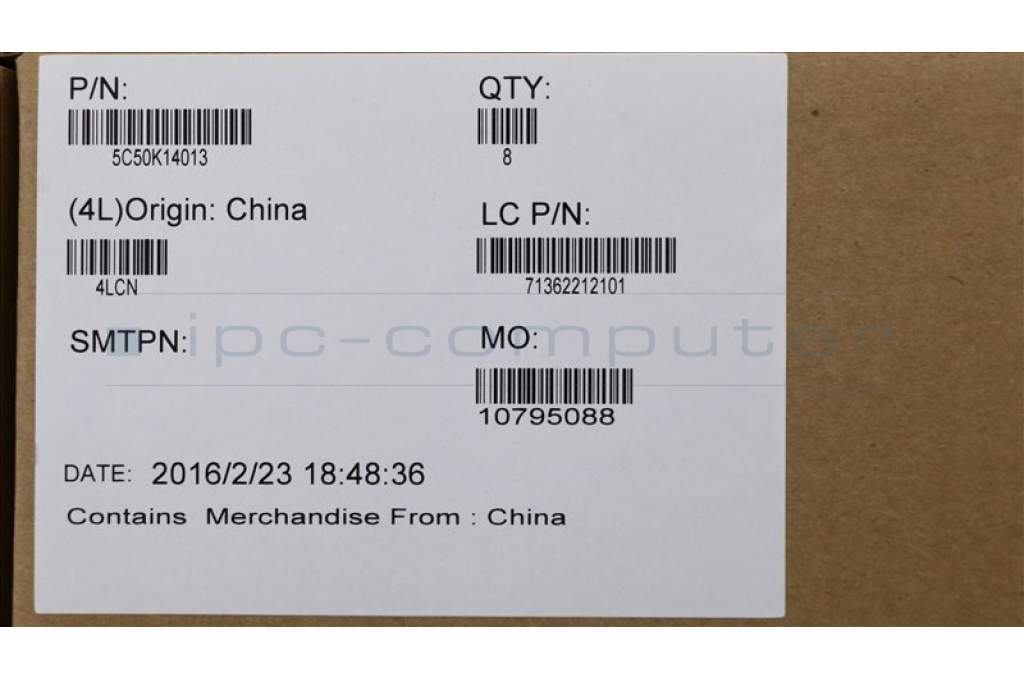 P/N:
QTY:
5C50K14013
8
(4L)Origin: China
LC P/N:
4LCN
71362212101
ipc-computer
SMTPN:
MO:
10795088
DATE: 2016/2/23 18:48:36
Contains Merchandise From : China